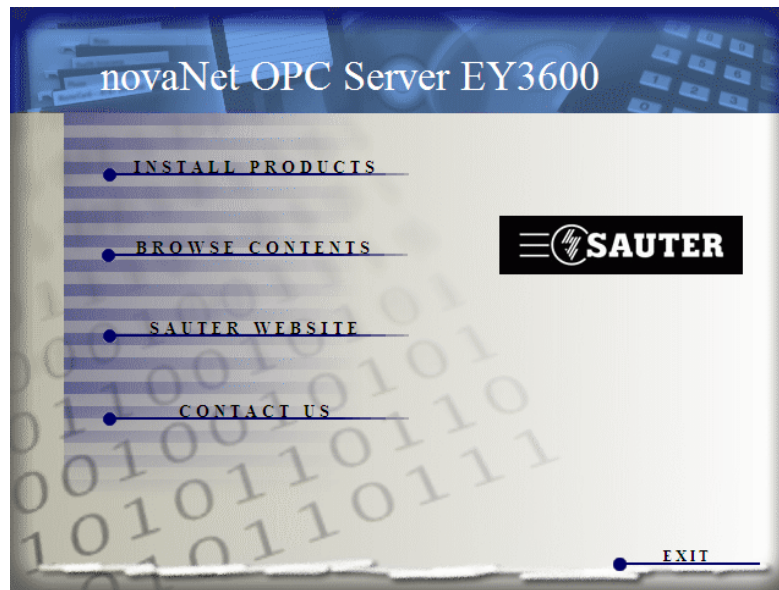 novaNet OPC Server EY3600
INSTALL PRODUCTS
BROWSE CONTENTS
SAUTER
SAUTER WEBSITE
CONTACT US
EXIT